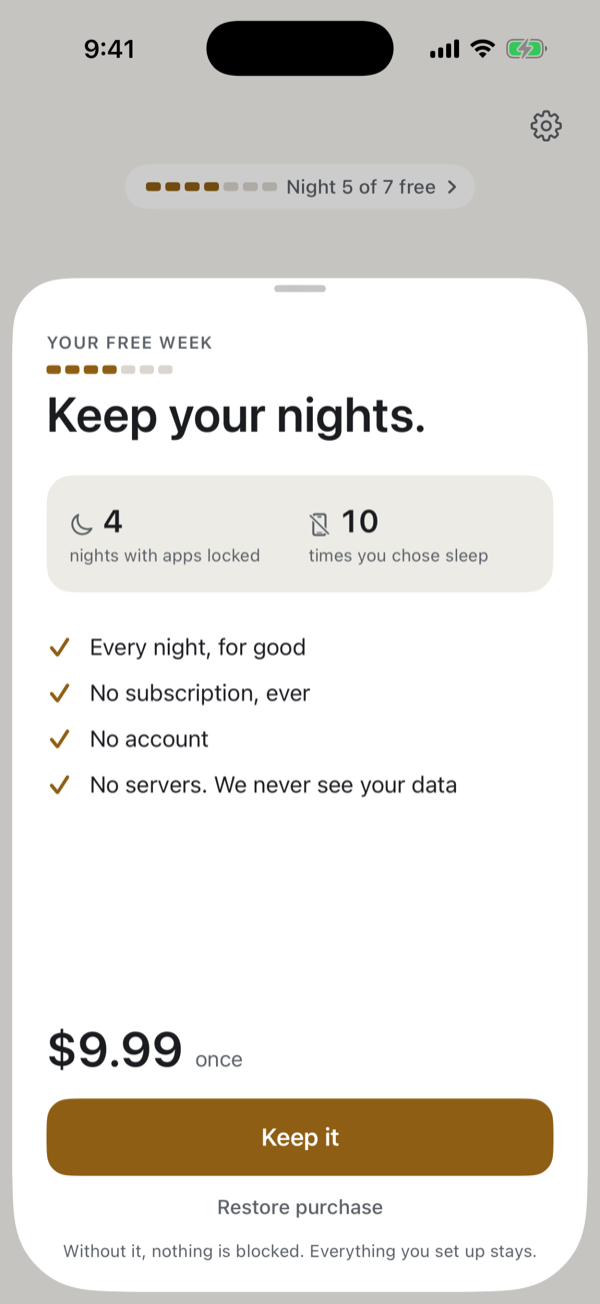 9:41
Night 5 of 7 free
YOUR FREE WEEK
Keep your nights.
4
nights with apps locked
10
times you chose sleep
Every night, for good
No subscription, ever
No account
No servers. We never see your data
$9.99 once
Keep it
Restore purchase
Without it, nothing is blocked. Everything you set up stays.